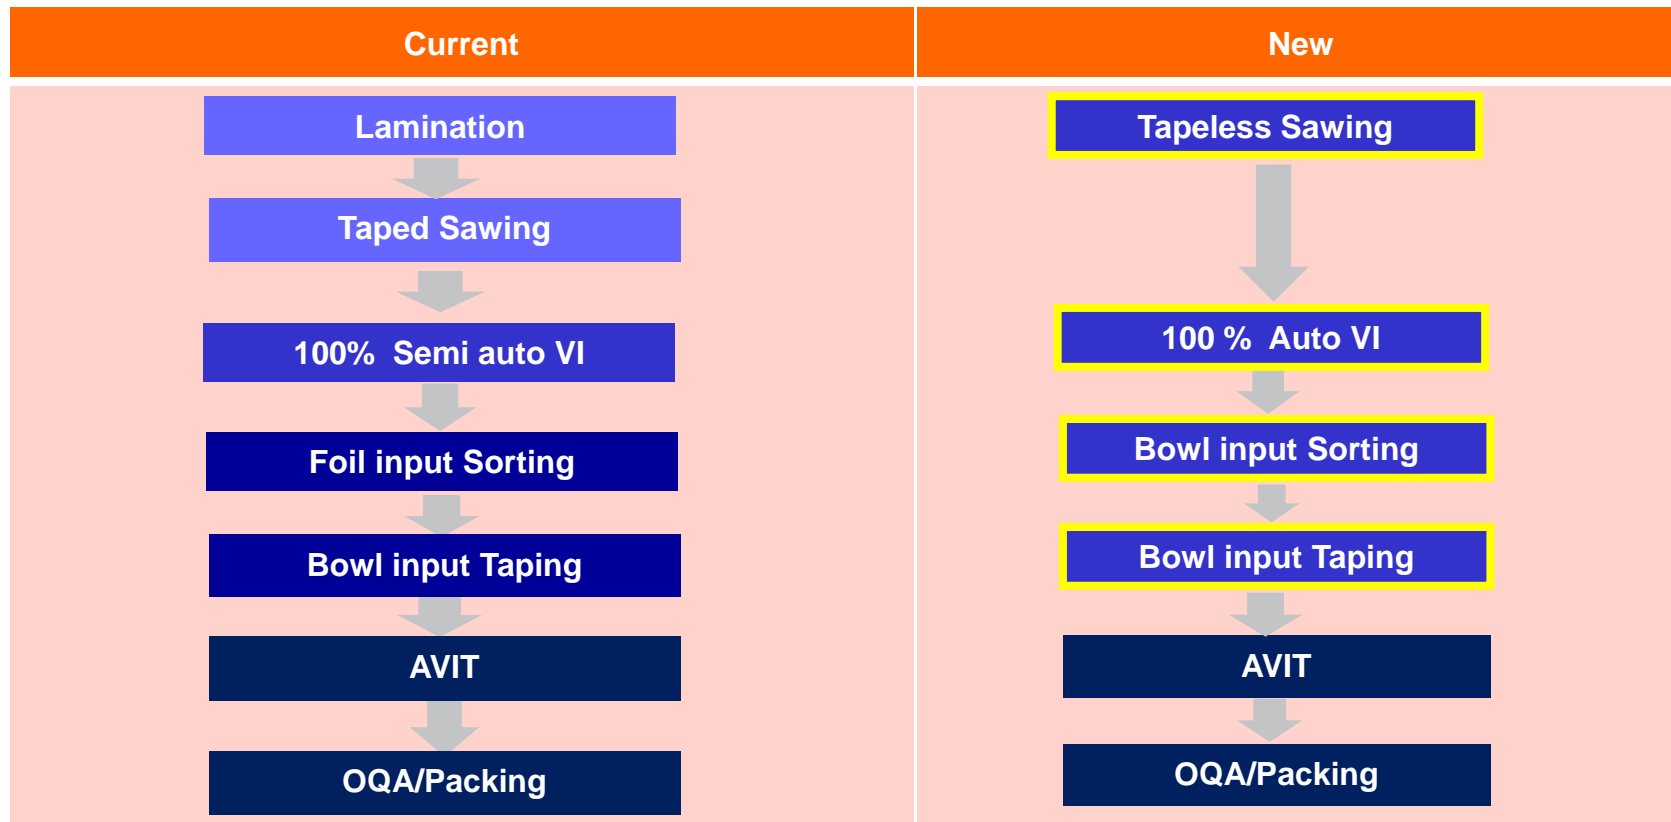 Current
New
Lamination
Taped Sawing
100%  Semi auto VI
Foil input Sorting
Bowl input Taping
AVIT
OQA/Packing
Tapeless Sawing
100 %  Auto VI
Bowl input Sorting
Bowl input Taping
AVIT
OQA/Packing